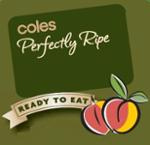 coles
Perfectly Ripe
READY TO EAT